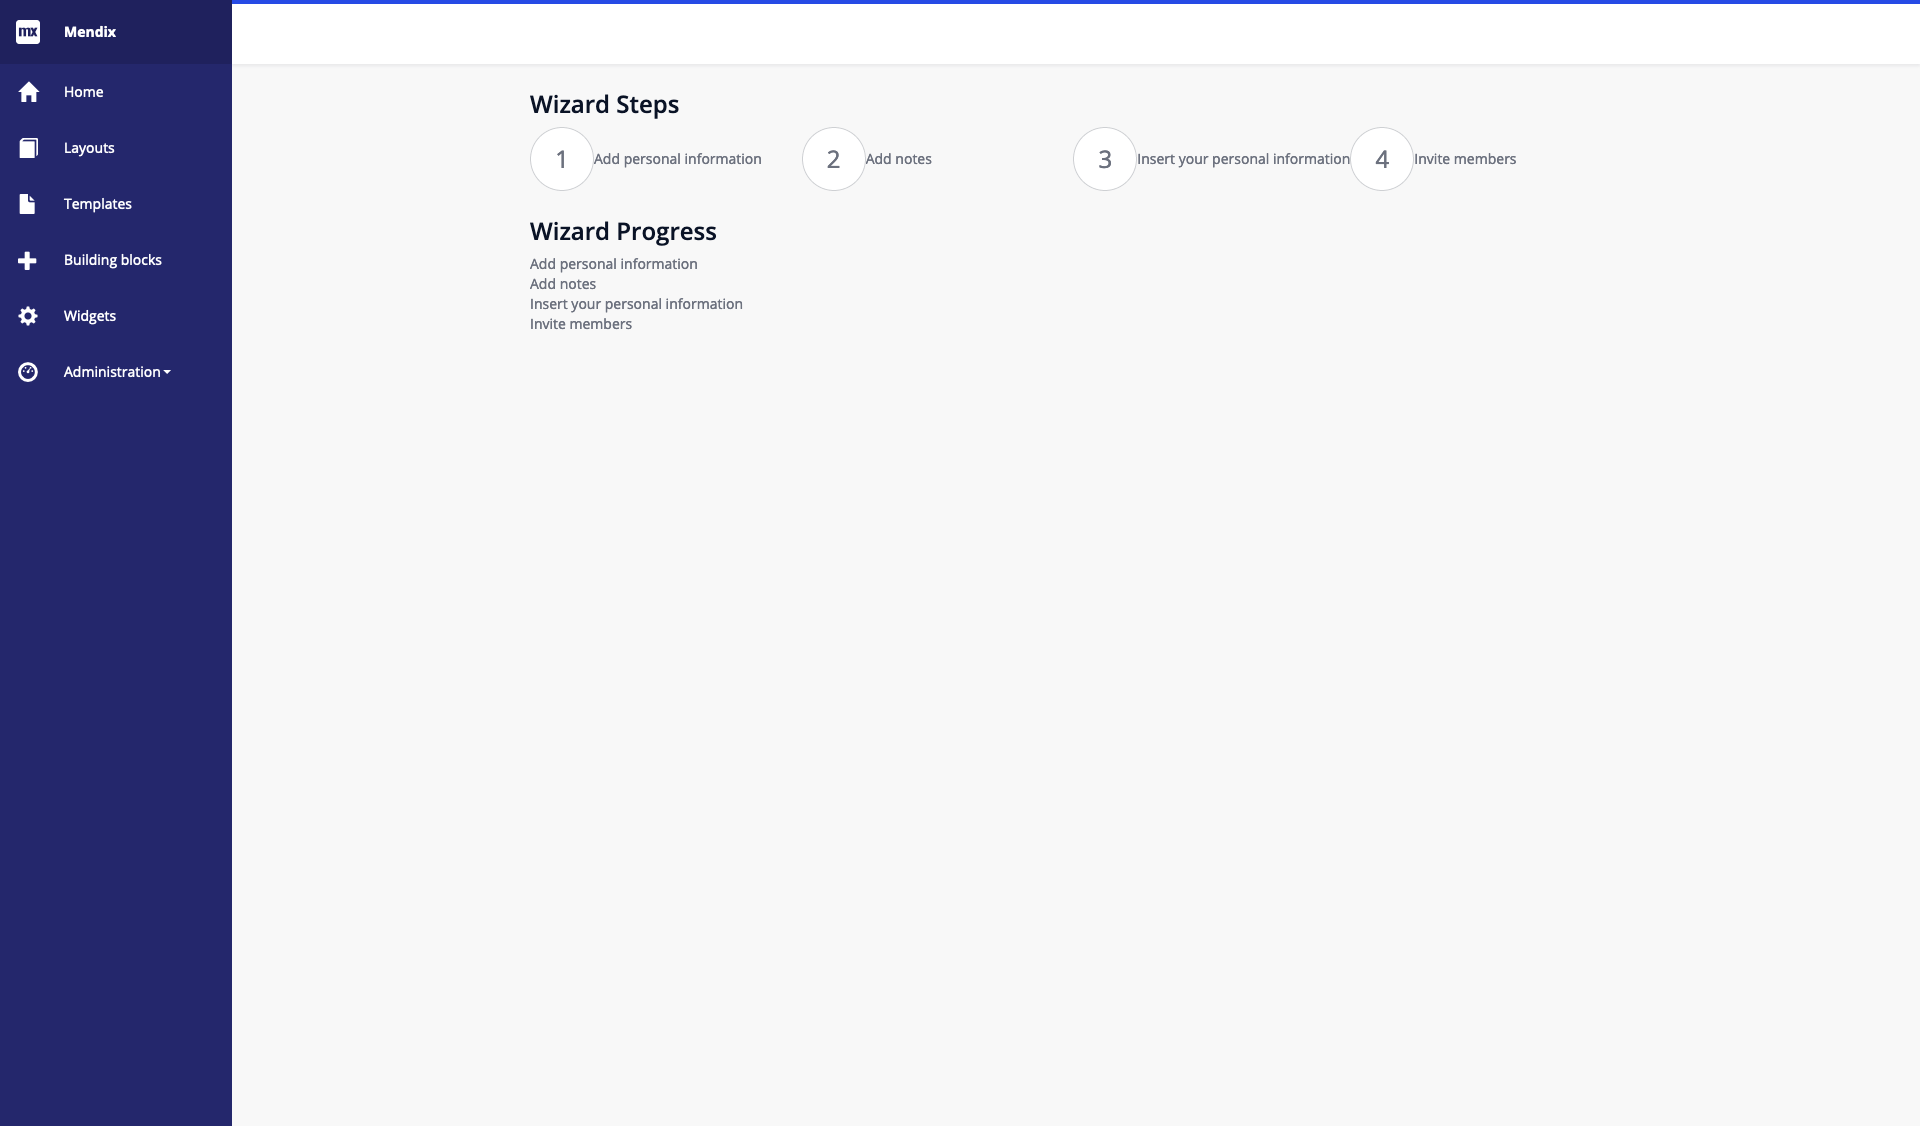 mx Mendix
Home
Layouts
Templates
Building blocks
Widgets
Administration
Wizard Steps
1 Add personal information 2 Add notes 3 Insert your personal information 4 Invite members
Wizard Progress
Add personal information
Add notes
Insert your personal information
Invite members